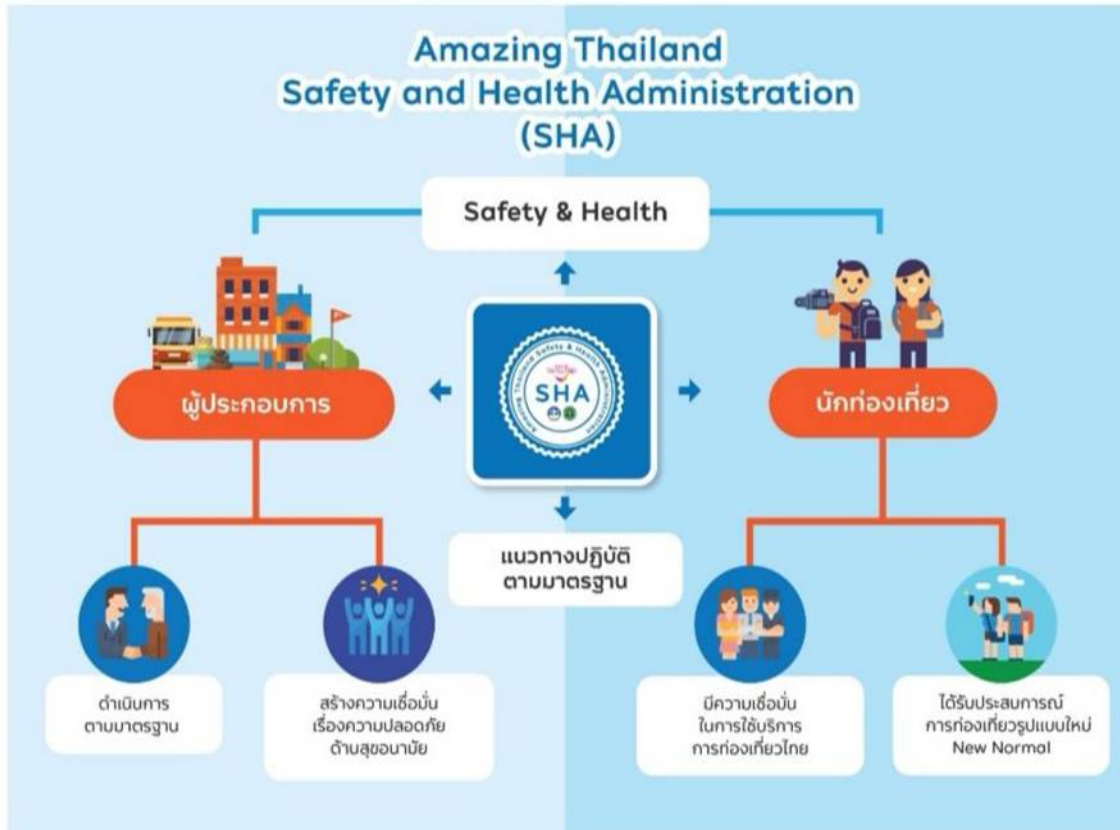 Amazing Thailand
Safety and Health Administration
(SHA)
Safety & Health
ผู้ประกอบการ
Amazing Thailand Safety & Health Administration
SHA
นักท่องเที่ยว
แนวทางปฏิบัติ
ตามมาตรฐาน
ดำเนินการ
ตามมาตรฐาน
สร้างความเชื่อมั่น
เรื่องความปลอดภัย
ด้านสุขอนามัย
มีความเชื่อมั่น
ในการใช้บริการ
การท่องเที่ยวไทย
ได้รับประสบการณ์
การท่องเที่ยวรูปแบบใหม่
New Normal